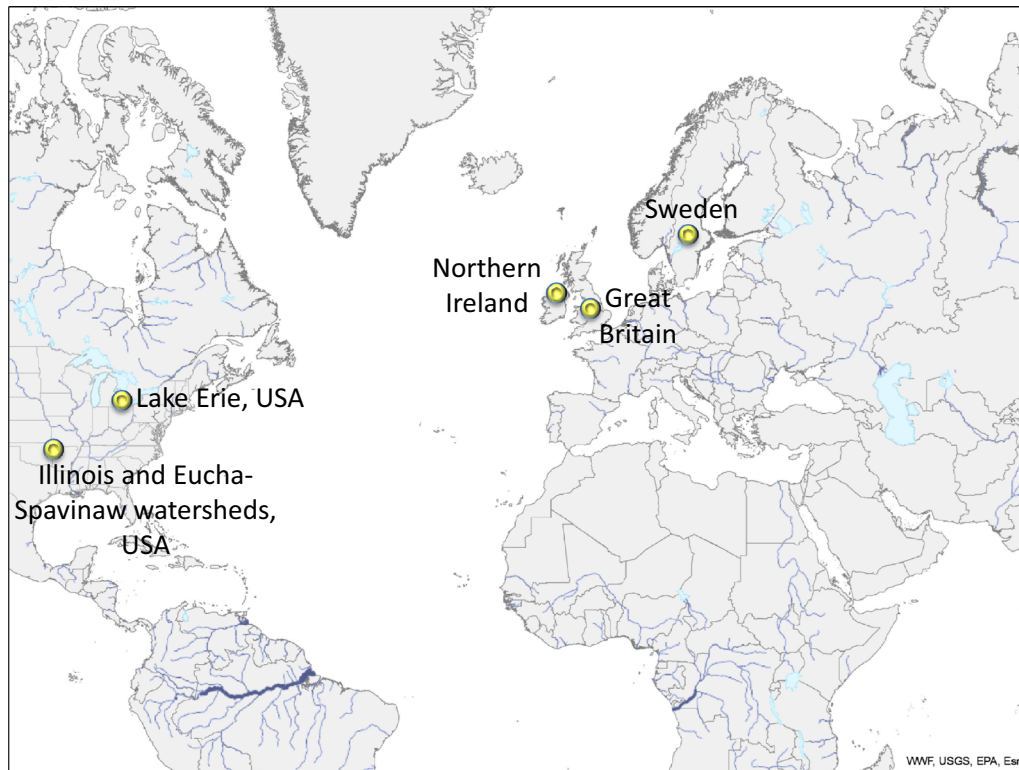 Sweden
Northern
Ireland
Great
Britain
Lake Erie, USA
Illinois and Eucha-
Spavinaw watersheds,
USA
WWF, USGS, EPA, Esr